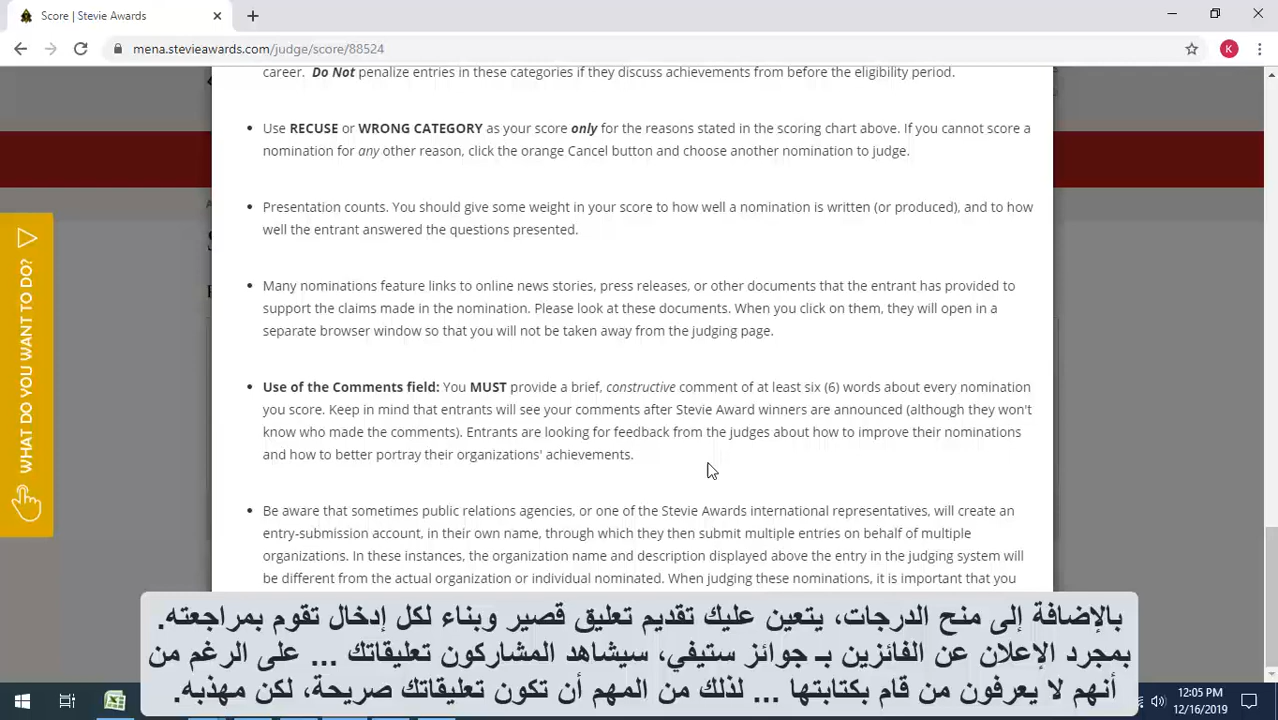 Score | Stevie Awards
mena.stevieawards.com/judge/score/88524
K
career. Do Not penalize entries in these categories if they discuss achievements from before the eligibility period.
Use RECUSE or WRONG CATEGORY as your score only for the reasons stated in the scoring chart above. If you cannot score a
nomination for any other reason, click the orange Cancel button and choose another nomination to judge.
Presentation counts. You should give some weight in your score to how well a nomination is written (or produced), and to how
well the entrant answered the questions presented.
Many nominations feature links to online news stories, press releases, or other documents that the entrant has provided to
support the claims made in the nomination. Please look at these documents. When you click on them, they will open in a
separate browser window so that you will not be taken away from the judging page.
Use of the Comments field: You MUST provide a brief, constructive comment of at least six (6) words about every nomination
you score. Keep in mind that entrants will see your comments after Stevie Award winners are announced (although they won't
know who made the comments). Entrants are looking for feedback from the judges about how to improve their nominations
and how to better portray their organizations' achievements.
Be aware that sometimes public relations agencies, or one of the Stevie Awards international representatives, will create an
entry-submission account, in their own name, through which they then submit multiple entries on behalf of multiple
organizations. In these instances, the organization name and description displayed above the entry in the judging system will
be different from the actual organization or individual nominated. When judging these nominations, it is important that you
WHAT DO YOU WANT TO DO?
بالإضافة إلى منح الدرجات، يتعين عليك تقديم تعليق قصير وبناء لكل إدخال تقوم بمراجعته.
بمجرد الإعلان عن الفائزين بـ جوائز ستيفي، سيشاهد المشاركون تعليقاتك ... على الرغم من
أنهم لا يعرفون من قام بكتابتها ... لذلك من المهم أن تكون تعليقاتك صريحة، لكن مهذبه.
12:05 PM
12/16/2019